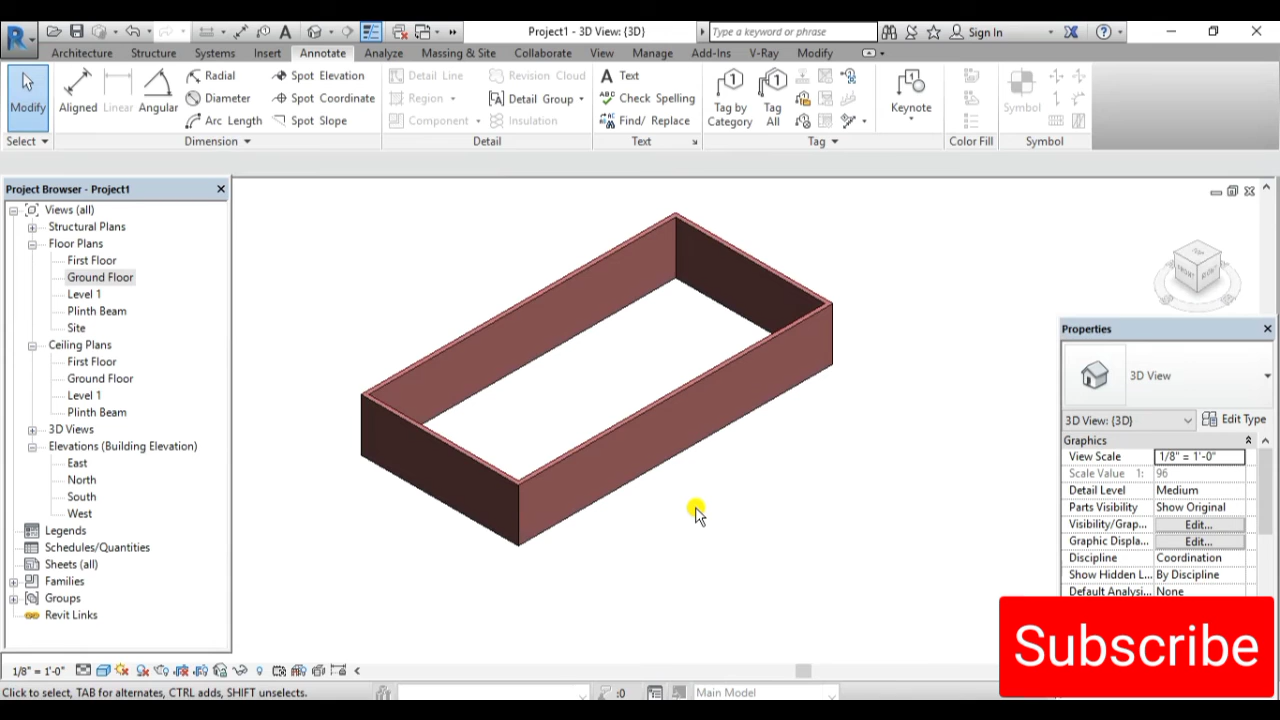 Project1 - 3D View: {3D}
Type a keyword or phrase
Sign In
Architecture
Structure
Systems
Insert
Annotate
Analyze
Massing & Site
Collaborate
View
Manage
Add-Ins
V-Ray
Modify
Modify
Select
Aligned
Linear
Angular
Radial
Diameter
Arc Length
Spot Elevation
Spot Coordinate
Spot Slope
Dimension
Detail Line
Region
Component
Revision Cloud
Detail Group
Insulation
Detail
Text
Check Spelling
Find/ Replace
Text
Tag by
Category
Tag
All
Tag
Keynote
Color Fill
Symbol
Symbol
Project Browser - Project1
Views (all)
Structural Plans
Floor Plans
First Floor
Ground Floor
Level 1
Plinth Beam
Site
Ceiling Plans
First Floor
Ground Floor
Level 1
Plinth Beam
3D Views
Elevations (Building Elevation)
East
North
South
West
Legends
Schedules/Quantities
Sheets (all)
Families
Groups
Revit Links
TOP
FRONT
RIGHT
Properties
3D View
3D View: {3D}
Edit Type
Graphics
View Scale 1/8" = 1'-0"
Scale Value 1: 96
Detail Level Medium
Parts Visibility Show Original
Visibility/Grap... Edit...
Graphic Displa... Edit...
Discipline Coordination
Show Hidden L... By Discipline
Default Analysi... None
Subscribe
1/8" = 1'-0"
Click to select, TAB for alternates, CTRL adds, SHIFT unselects.
:0
Main Model